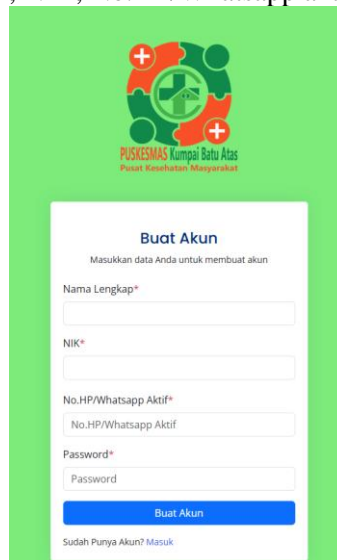 PUSKESMAS Kumpai Batu Atas
Pusat Kesehatan Masyarakat
Buat Akun
Masukkan data Anda untuk membuat akun
Nama Lengkap*
NIK*
No.HP/Whatsapp Aktif*
No.HP/Whatsapp Aktif
Password*
Password
Buat Akun
Sudah Punya Akun? Masuk